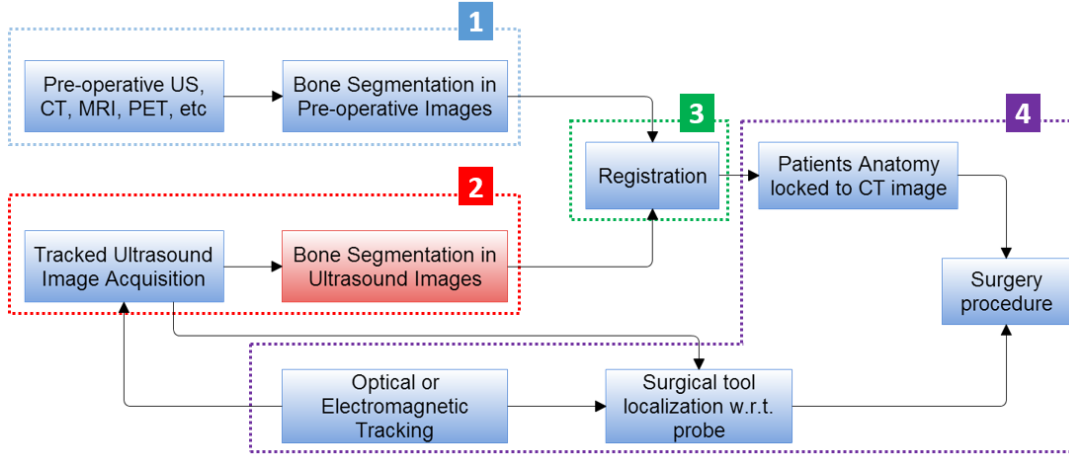 1
Pre-operative US,
CT, MRI, PET, etc
Bone Segmentation in
Pre-operative Images
3
4
Registration
Patients Anatomy
locked to CT image
2
Tracked Ultrasound
Image Acquisition
Bone Segmentation in
Ultrasound Images
Surgery
procedure
Optical or
Electromagnetic
Tracking
Surgical tool
localization w.r.t.
probe